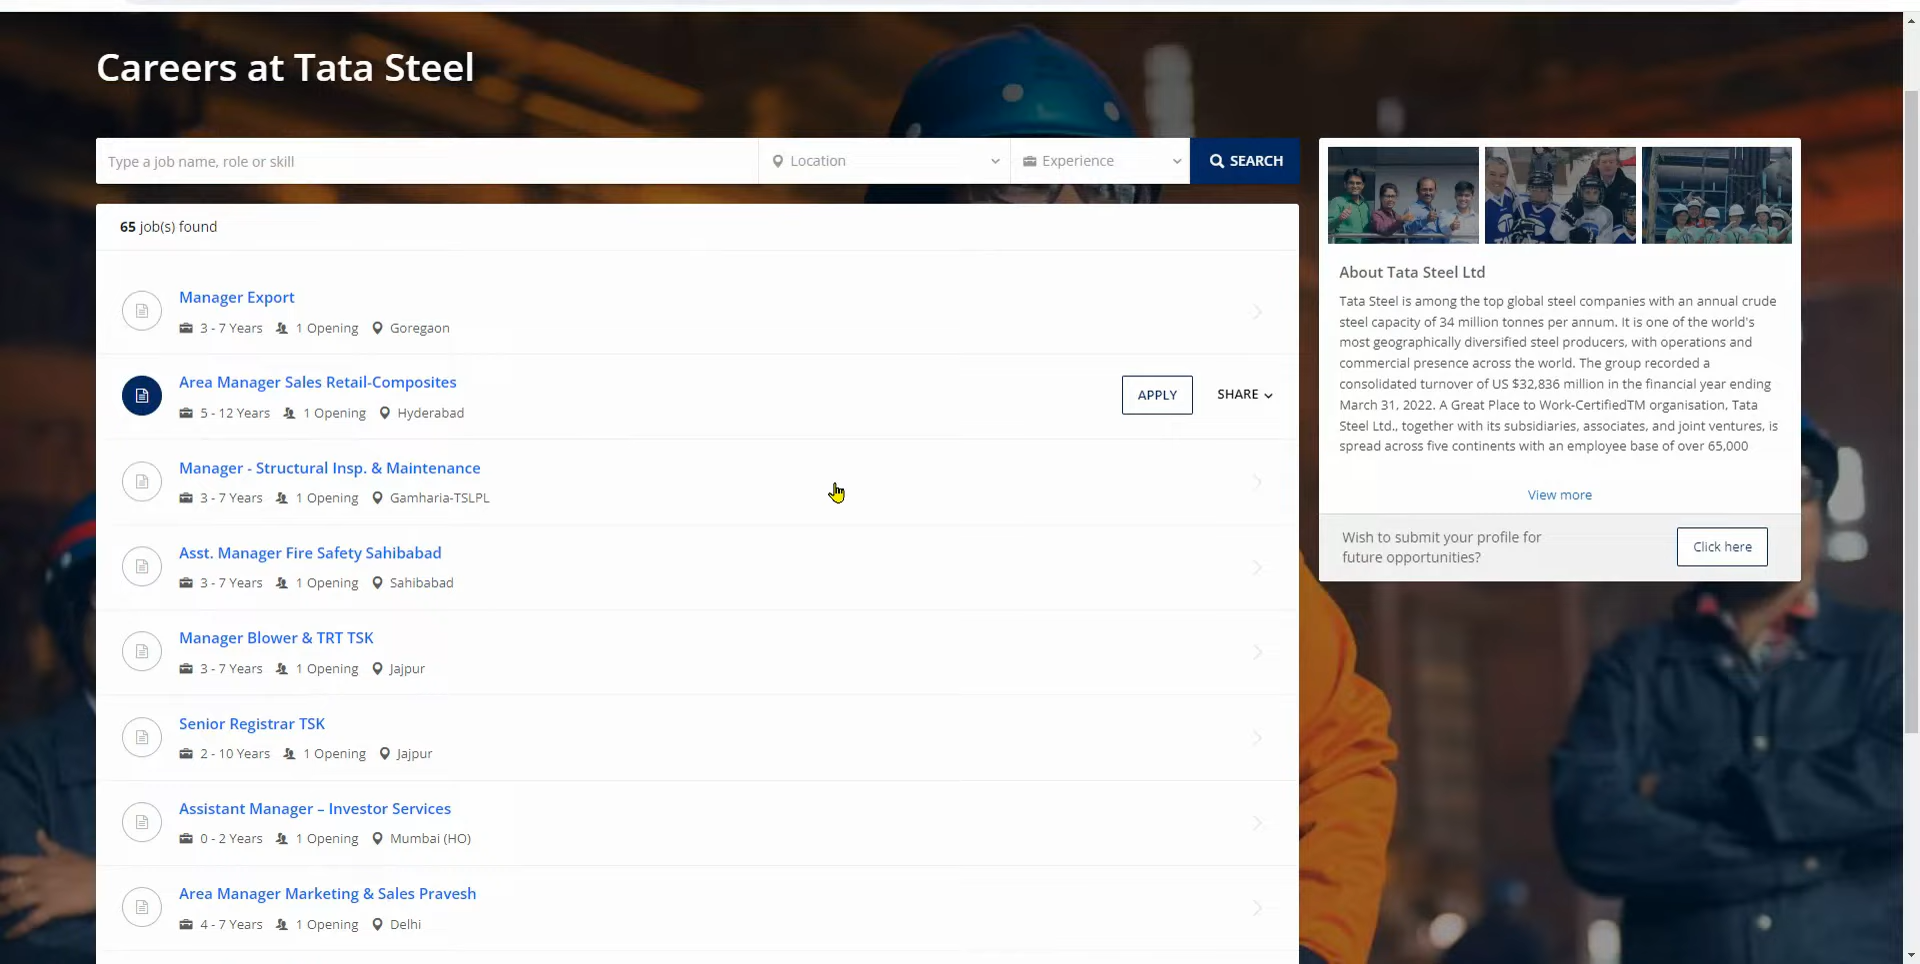 Careers at Tata Steel
Type a job name, role or skill
Location
Experience
SEARCH
65 job(s) found
Manager Export
3 - 7 Years 1 Opening Goregaon
Area Manager Sales Retail-Composites
5 - 12 Years 1 Opening Hyderabad
APPLY
SHARE
Manager - Structural Insp. & Maintenance
3 - 7 Years 1 Opening Gamharia-TSLPL
Asst. Manager Fire Safety Sahibabad
3 - 7 Years 1 Opening Sahibabad
Manager Blower & TRT TSK
3 - 7 Years 1 Opening Jajpur
Senior Registrar TSK
2 - 10 Years 1 Opening Jajpur
Assistant Manager – Investor Services
0 - 2 Years 1 Opening Mumbai (HO)
Area Manager Marketing & Sales Pravesh
4 - 7 Years 1 Opening Delhi
About Tata Steel Ltd
Tata Steel is among the top global steel companies with an annual crude
steel capacity of 34 million tonnes per annum. It is one of the world's
most geographically diversified steel producers, with operations and
commercial presence across the world. The group recorded a
consolidated turnover of US $32,836 million in the financial year ending
March 31, 2022. A Great Place to Work-CertifiedTM organisation, Tata
Steel Ltd., together with its subsidiaries, associates, and joint ventures, is
spread across five continents with an employee base of over 65,000
View more
Wish to submit your profile for
future opportunities?
Click here